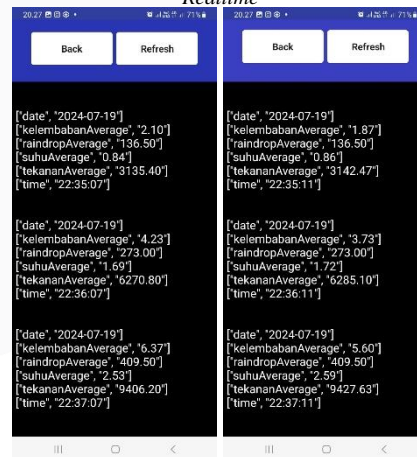 Realtime
20.27
71%
Back
Refresh
["date", "2024-07-19"]
["kelembabanAverage", "2.10"]
["raindropAverage", "136.50"]
["suhuAverage", "0.84"]
["tekananAverage", "3135.40"]
["time", "22:35:07"]
["date", "2024-07-19"]
["kelembabanAverage", "4.23"]
["raindropAverage", "273.00"]
["suhuAverage", "1.69"]
["tekananAverage", "6270.80"]
["time", "22:36:07"]
["date", "2024-07-19"]
["kelembabanAverage", "6.37"]
["raindropAverage", "409.50"]
["suhuAverage", "2.53"]
["tekananAverage", "9406.20"]
["time", "22:37:07"]
20.27
71%
Back
Refresh
["date", "2024-07-19"]
["kelembabanAverage", "1.87"]
["raindropAverage", "136.50"]
["suhuAverage", "0.86"]
["tekananAverage", "3142.47"]
["time", "22:35:11"]
["date", "2024-07-19"]
["kelembabanAverage", "3.73"]
["raindropAverage", "273.00"]
["suhuAverage", "1.72"]
["tekananAverage", "6285.10"]
["time", "22:36:11"]
["date", "2024-07-19"]
["kelembabanAverage", "5.60"]
["raindropAverage", "409.50"]
["suhuAverage", "2.59"]
["tekananAverage", "9427.63"]
["time", "22:37:11"]